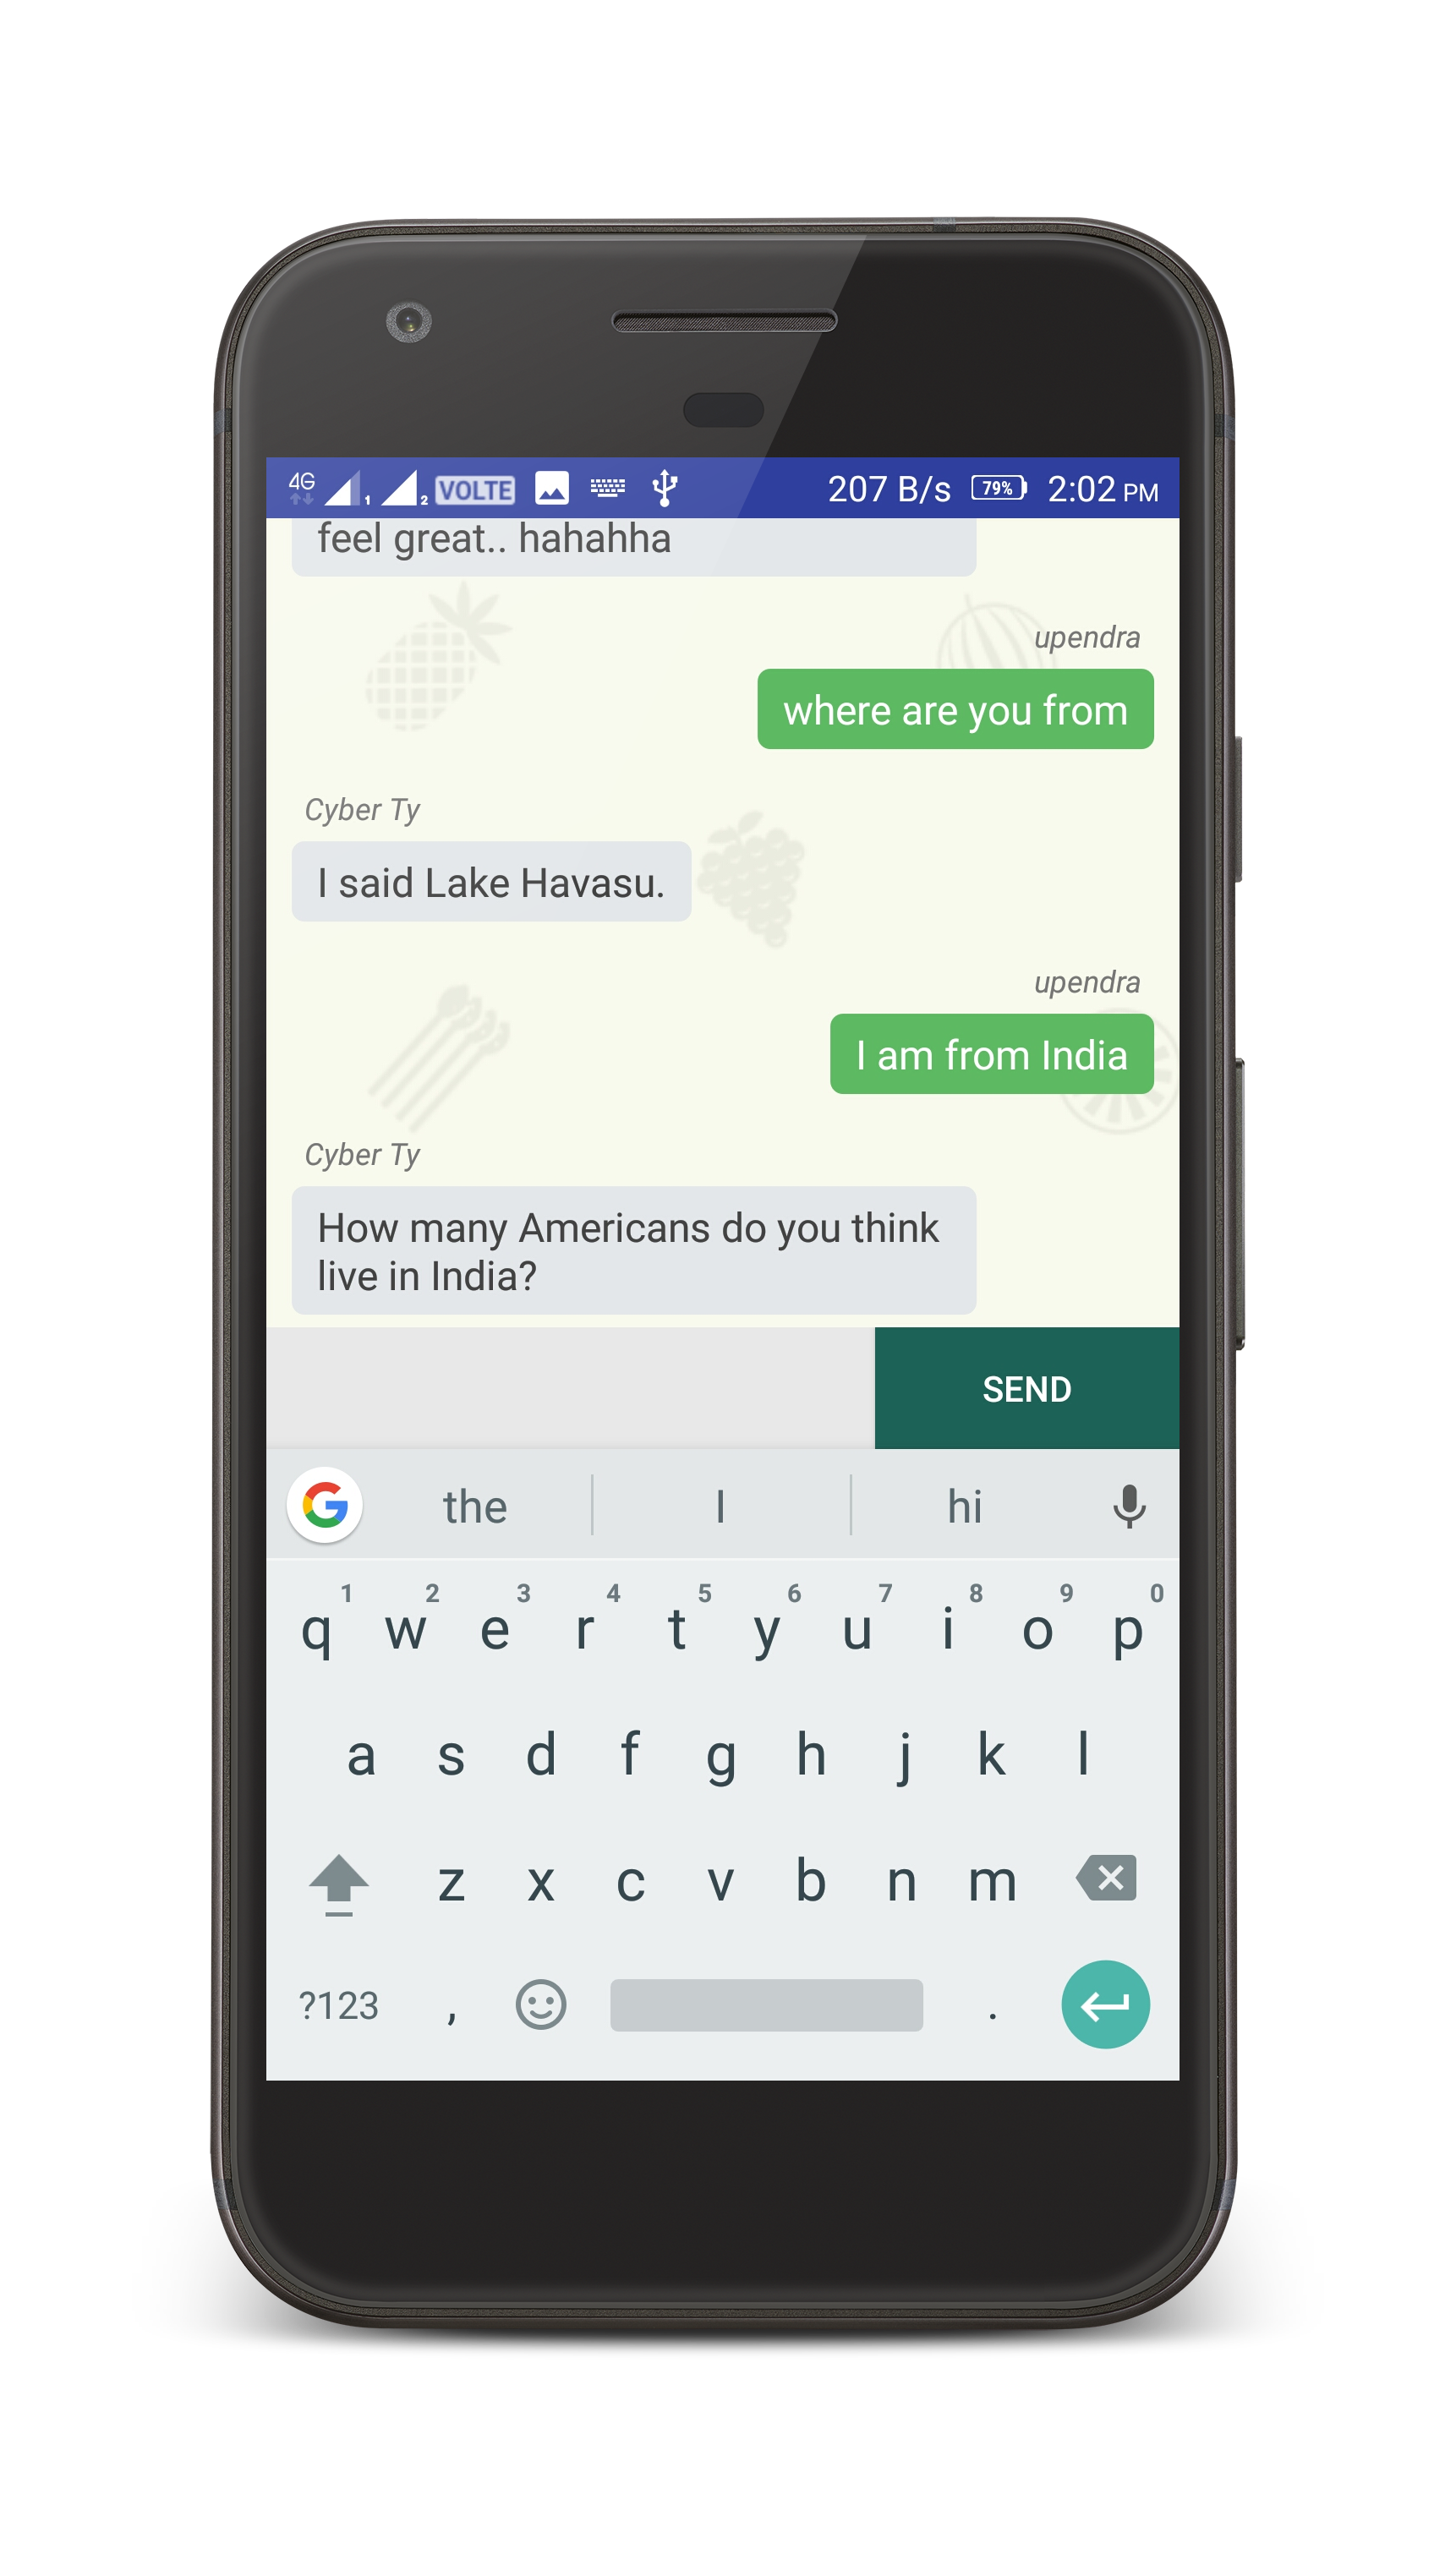 4G 1 2 VOLTE 207 B/s 79% 2:02 PM
feel great.. hahahha
upendra
where are you from
Cyber Ty
I said Lake Havasu.
upendra
I am from India
Cyber Ty
How many Americans do you think
live in India?
SEND
G the I hi
1 2 3 4 5 6 7 8 9 0
q w e r t y u i o p
a s d f g h j k l
z x c v b n m
?123 , .